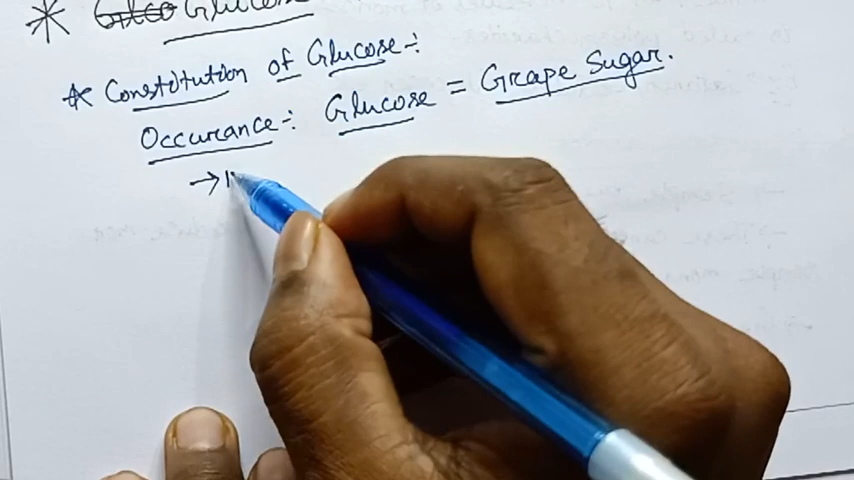 * Glucose
* Constitution of Glucose:-
Occurance:- Glucose = Grape Sugar.
→